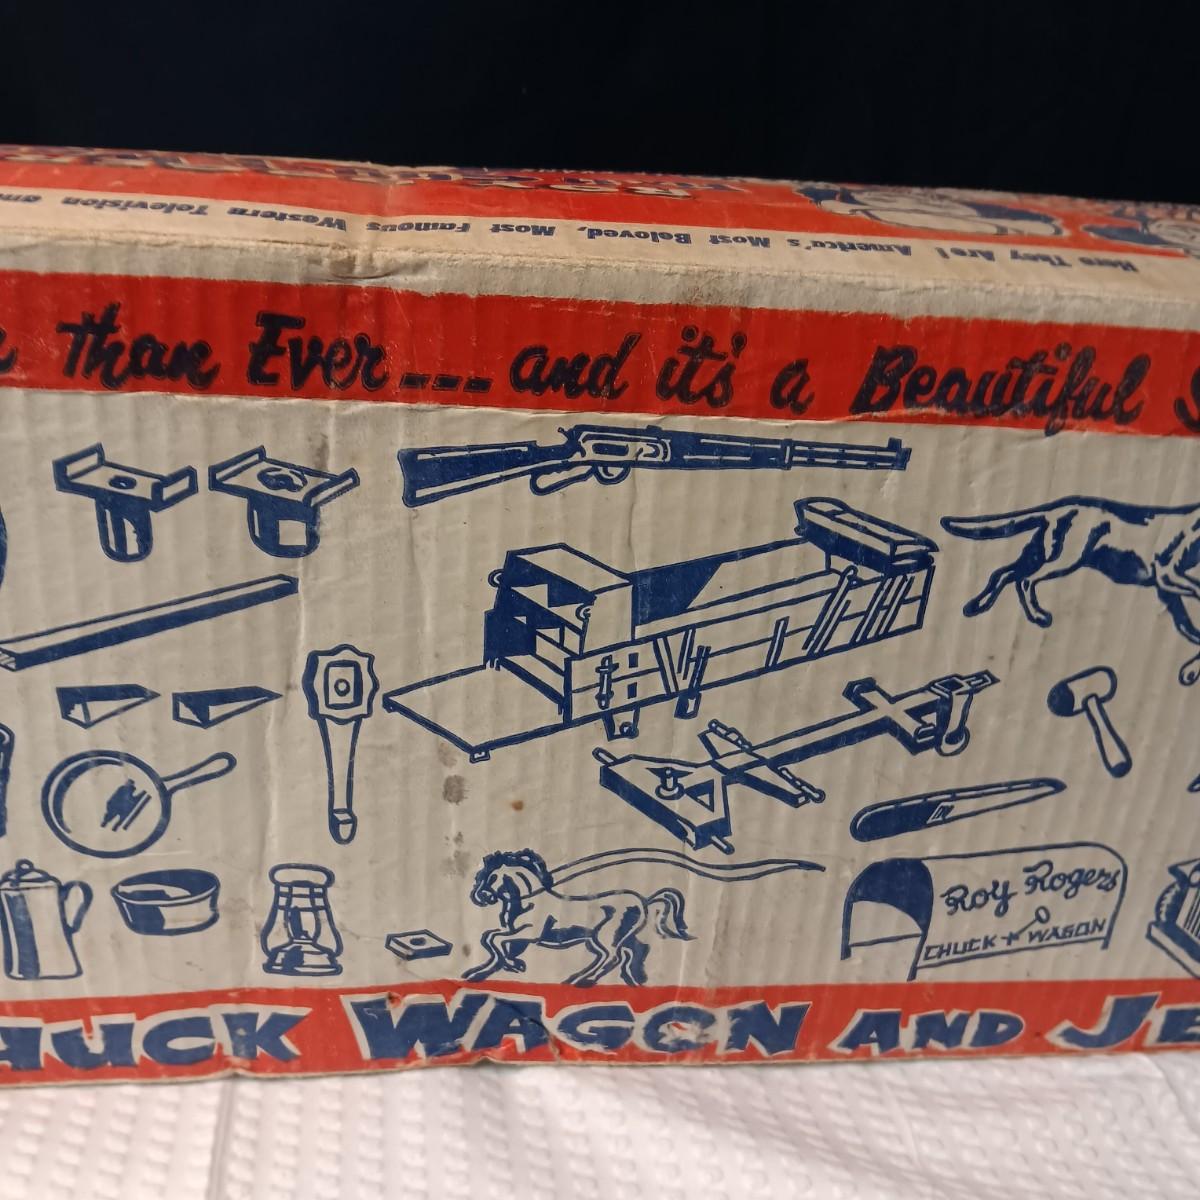 Here They Are! America's Most Beloved, Most Famous Western Television
than Ever --- and it's a Beautiful
Roy Rogers
CHUCK WAGON
CHUCK WAGON AND JE